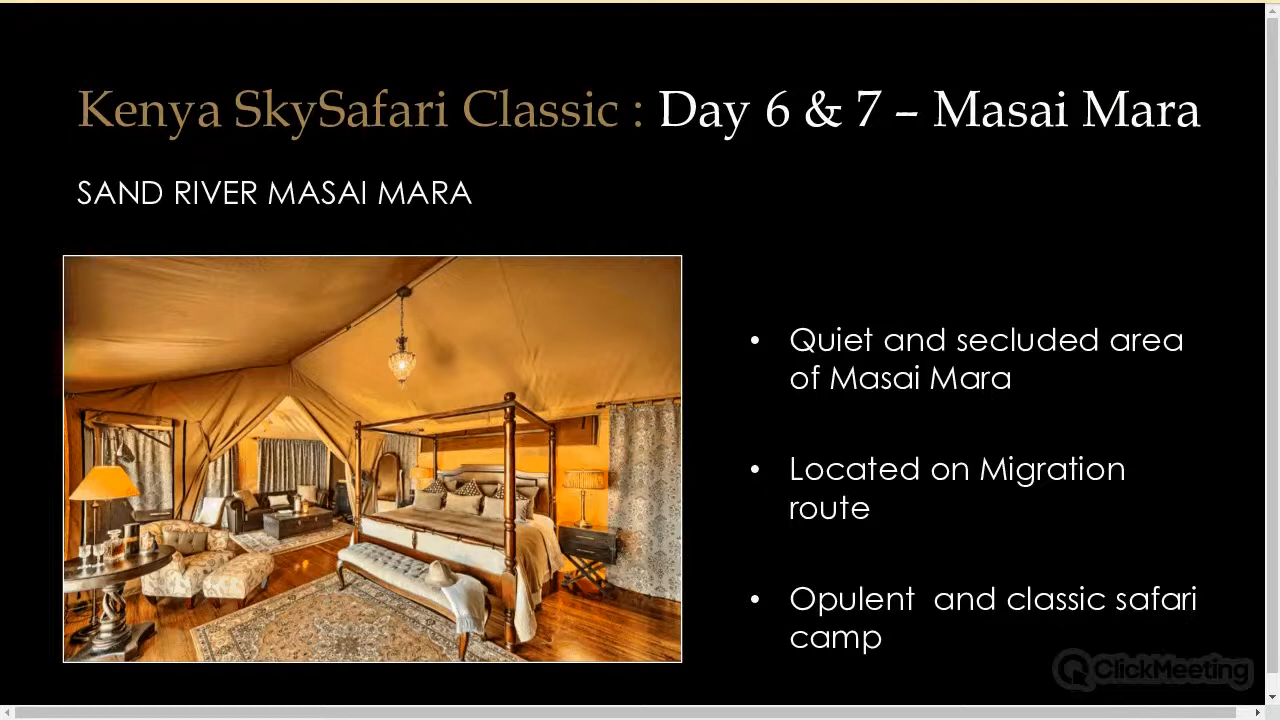 Kenya SkySafari Classic : Day 6 & 7 – Masai Mara
SAND RIVER MASAI MARA
• Quiet and secluded area
of Masai Mara
• Located on Migration
route
• Opulent and classic safari
camp
ClickMeeting